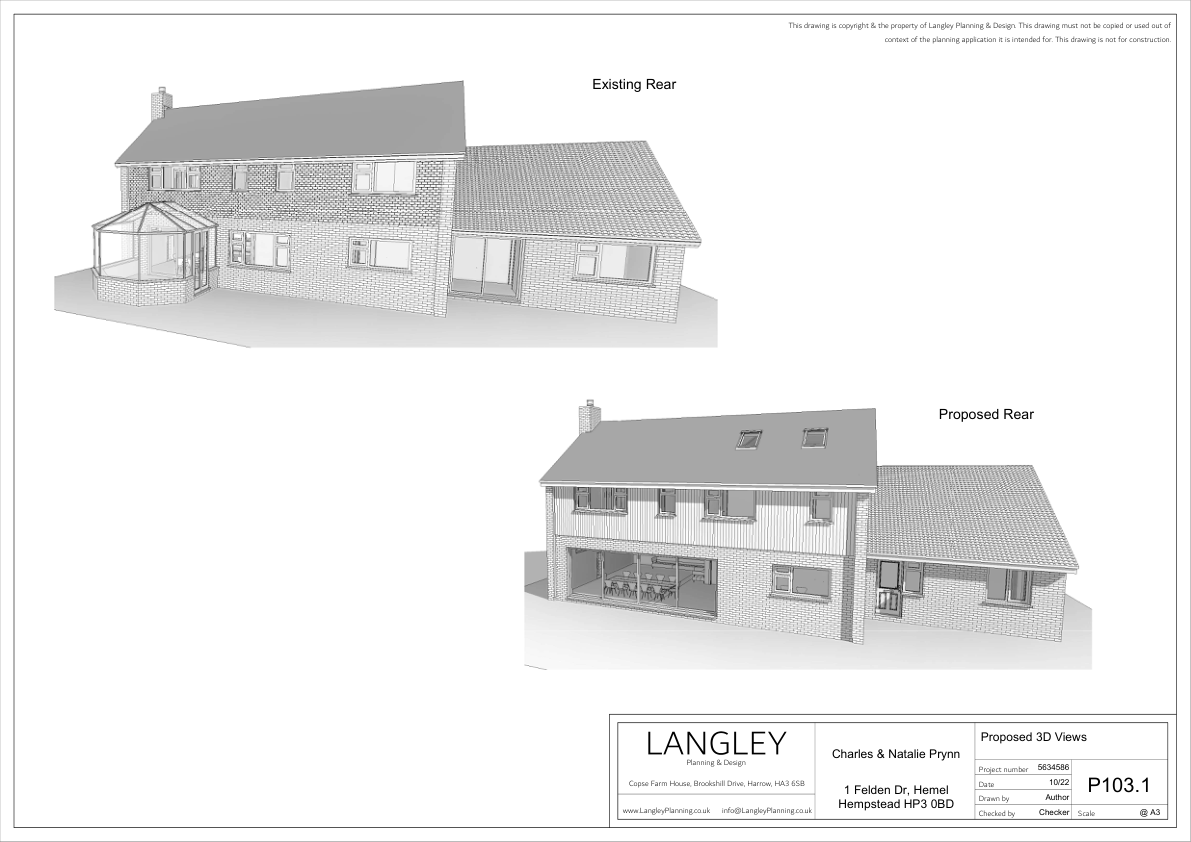 This drawing is copyright & the property of Langley Planning & Design. This drawing must not be copied or used out of
context of the planning application it is intended for. This drawing is not for construction.
Existing Rear
Proposed Rear
LANGLEY
Planning & Design
Copse Farm House, Brookshill Drive, Harrow, HA3 6SB
www.LangleyPlanning.co.uk info@LangleyPlanning.co.uk
Charles & Natalie Prynn
1 Felden Dr, Hemel
Hempstead HP3 0BD
Proposed 3D Views
Project number 5634586
Date 10/22
Drawn by Author
Checked by Checker
P103.1
Scale @ A3